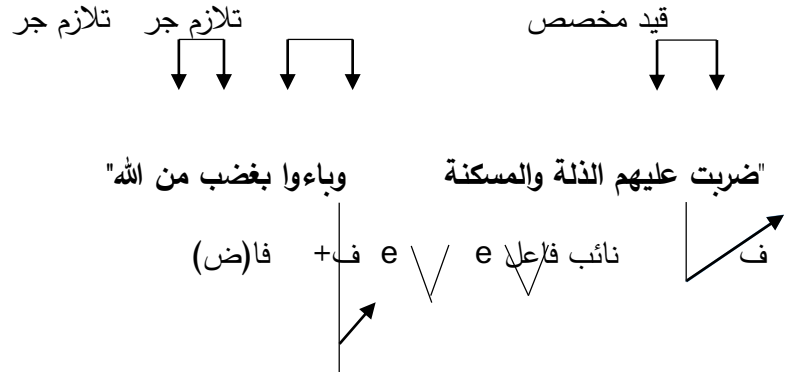 قيد مخصص تلازم جر تلازم جر
"ضربت عليهم الذلة والمسكنة وباءوا بغضب من الله"
ف نائب فاعل e e ف+ فا(ض)